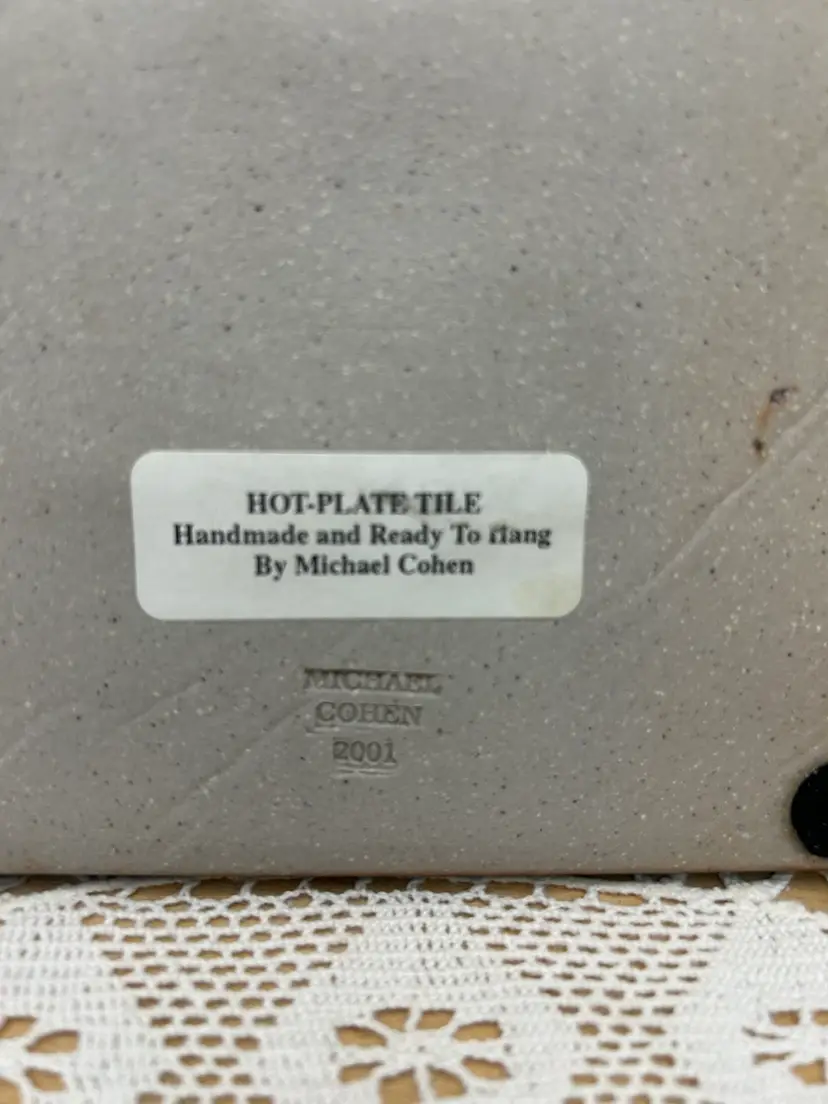 HOT-PLATE TILE
Handmade and Ready To Hang
By Michael Cohen
MICHAEL
COHEN
2001